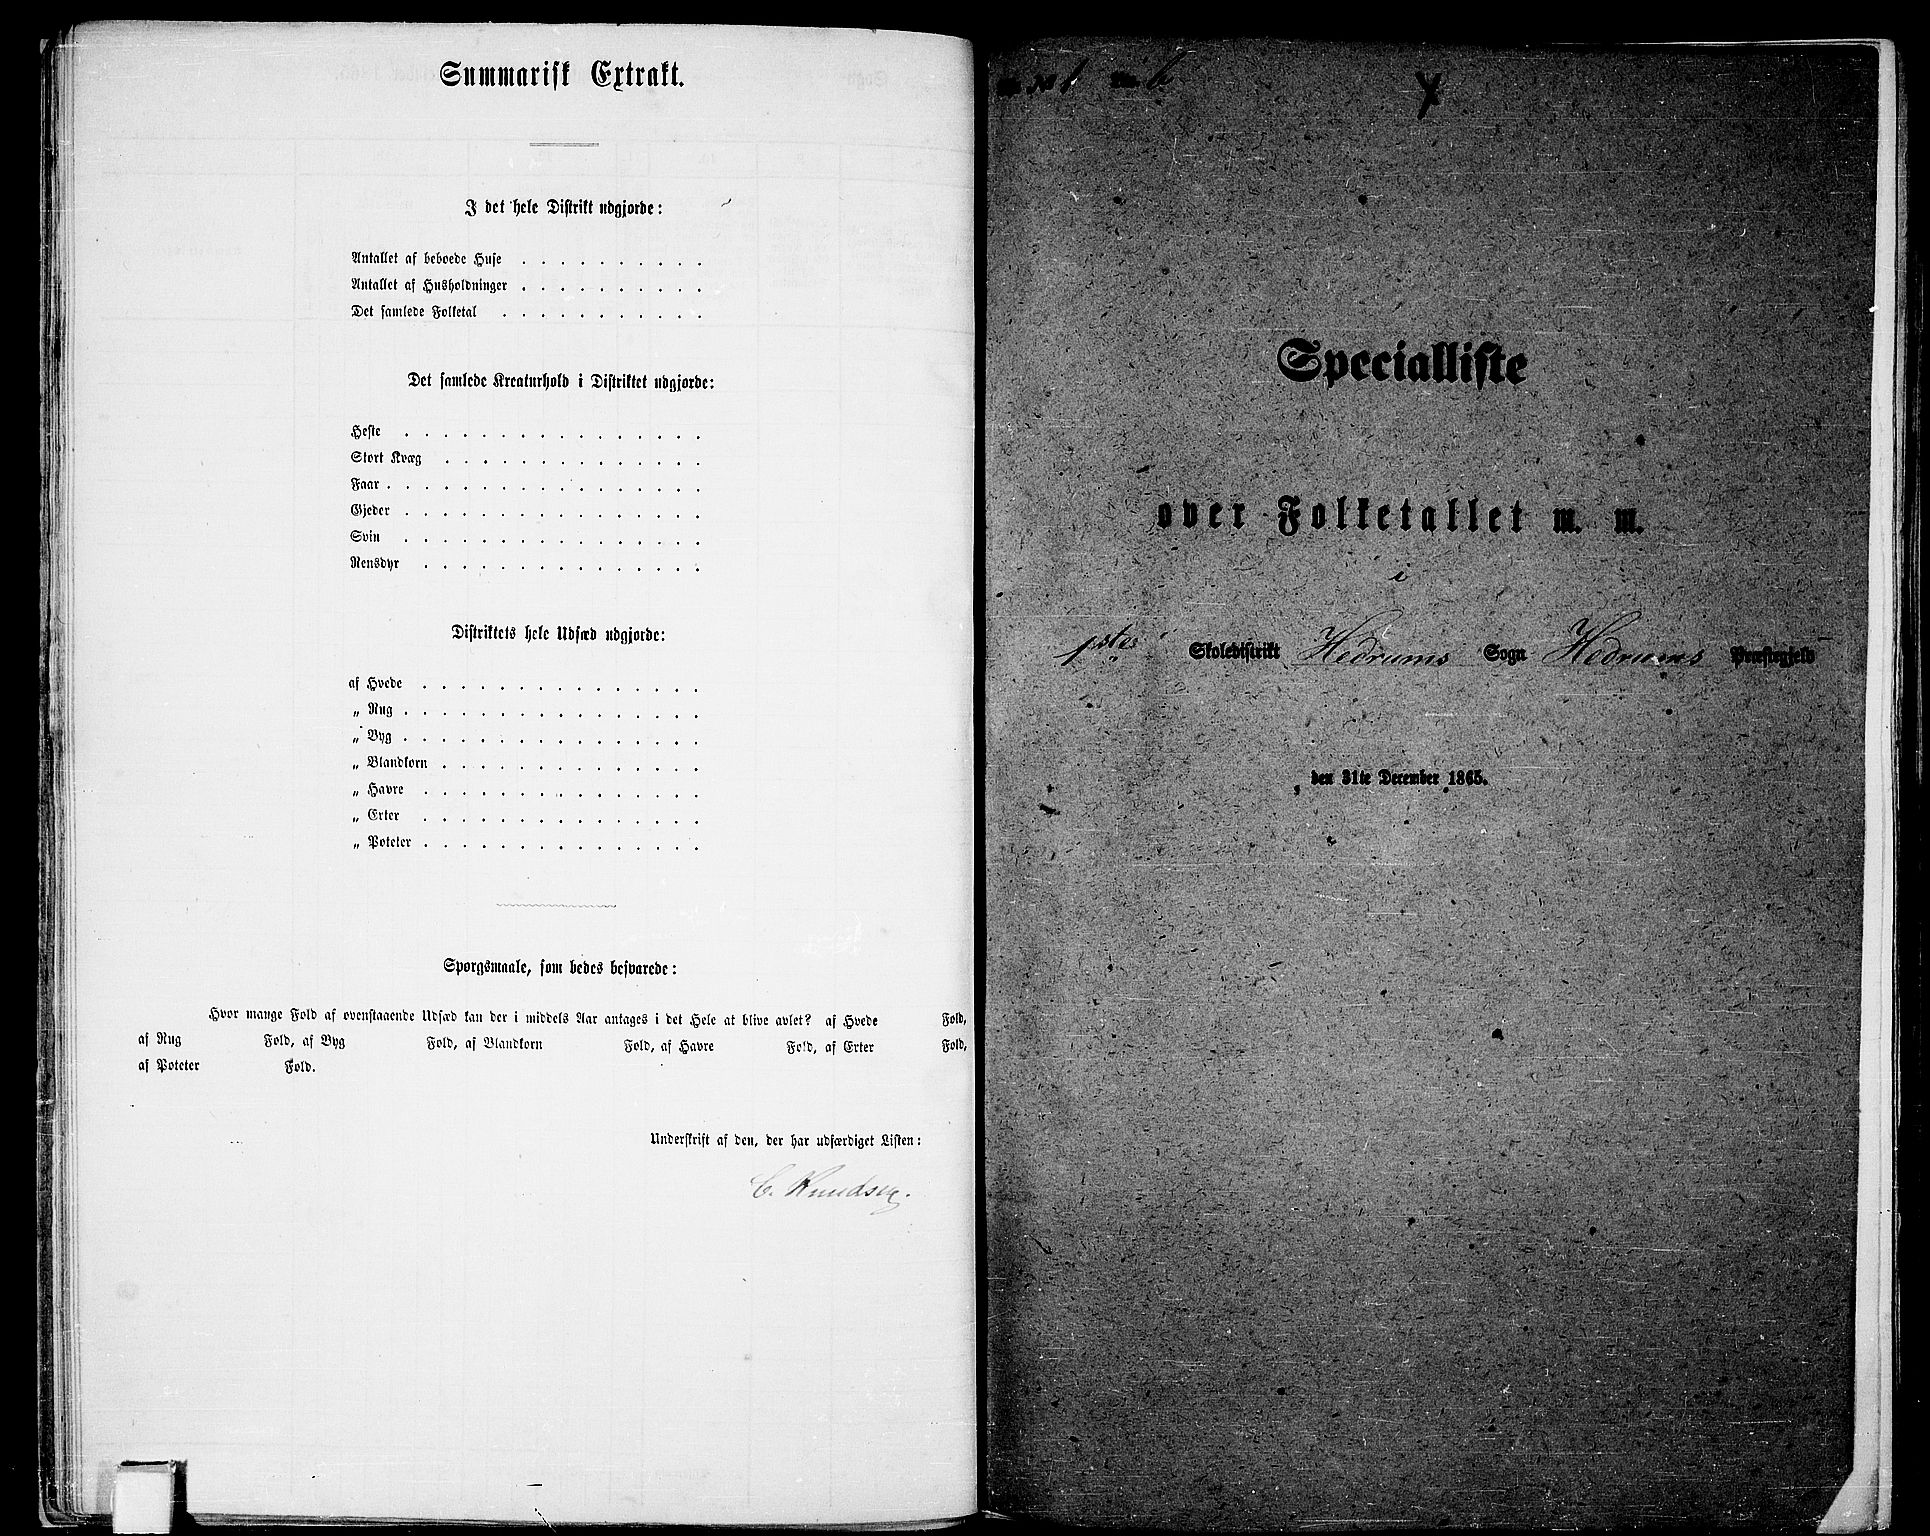 Summarisk Extrakt.
I det hele Distrikt udgjorde:
Antallet af beboede Huse
Antallet af Husholdninger
Det samlede Folketal
Det samlede Kreaturhold i Distriktet udgjorde:
Heste
Stort Kvæg
Faar
Gjeder
Svin
Rensdyr
Distriktets hele Udsæd udgjorde:
af Hvede
„ Rug
„ Byg
„ Blandkorn
„ Havre
„ Erter
„ Poteter
Spørgsmaale, som bedes besvarede:
Hvor mange Fold af ovenstaaende Udsæd kan der i middels Aar antages i det Hele at blive avlet? af Hvede Fold,
af Rug Fold, af Byg Fold, af Blandkorn Fold, af Havre Fold, af Erter Fold,
af Poteter Fold.
Underskrift af den, der har udfærdiget Listen:
C. Knudsen.
Specialliste
over Folketallet m. m.
i
1ste Skoledistrikt Hedrums Sogn Hedrums Præstegjeld
den 31te December 1865.